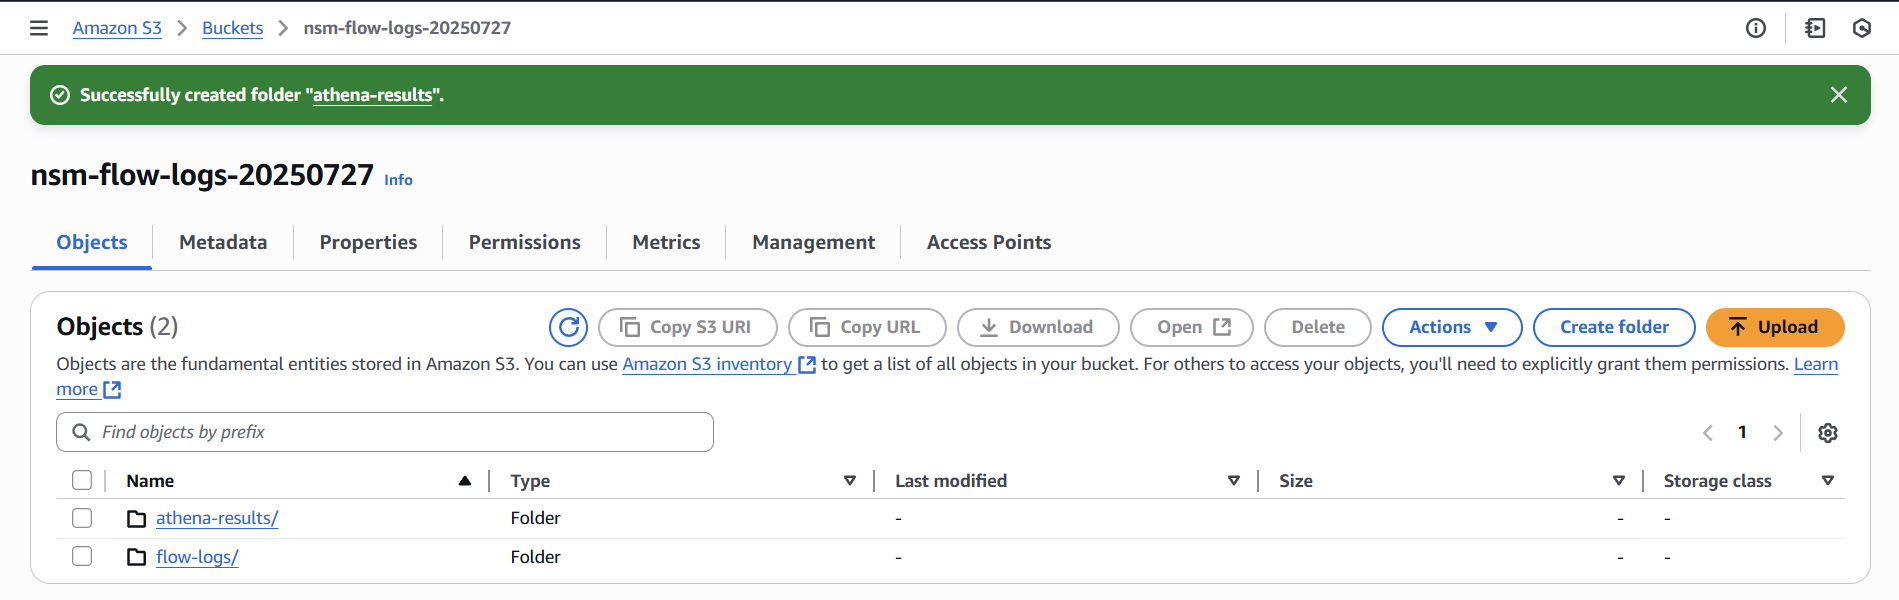 Amazon S3 > Buckets > nsm-flow-logs-20250727
Successfully created folder "athena-results".
nsm-flow-logs-20250727 Info
Objects Metadata Properties Permissions Metrics Management Access Points
Objects (2) Copy S3 URI Copy URL Download Open Delete Actions Create folder Upload
Objects are the fundamental entities stored in Amazon S3. You can use Amazon S3 inventory to get a list of all objects in your bucket. For others to access your objects, you'll need to explicitly grant them permissions. Learn
more
Find objects by prefix 1
Name Type Last modified Size Storage class
athena-results/ Folder - - -
flow-logs/ Folder - - -